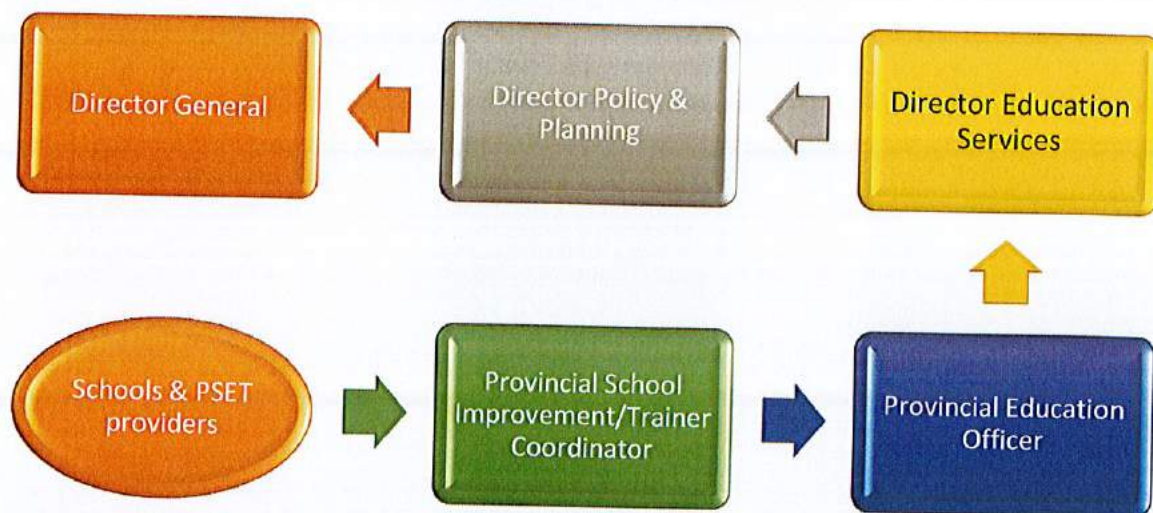 Director General
Director Policy &
Planning
Director Education
Services
Schools & PSET
providers
Provincial School
Improvement/Trainer
Coordinator
Provincial Education
Officer